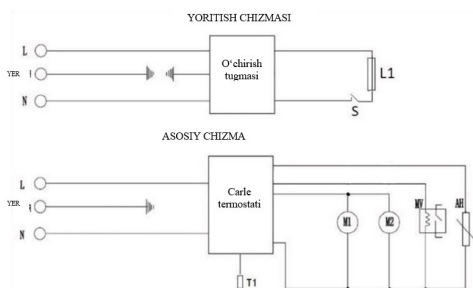 YORITISH CHIZMASI
L
YER
N
O‘chirish
tugmasi
L1
S
ASOSIY CHIZMA
L
YER
N
Carle
termostati
M1
M2
MV
AH
T1